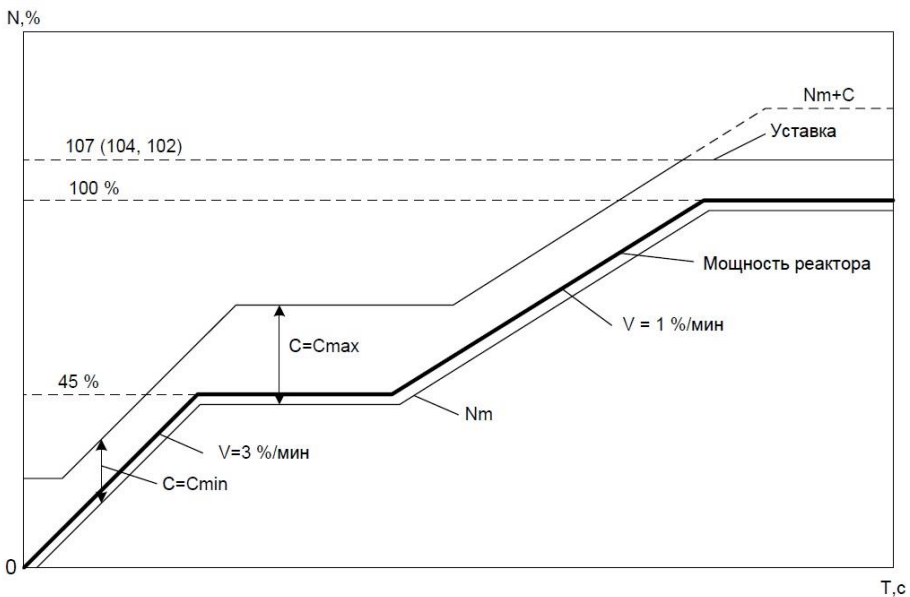 N,%
Nm+C
Уставка
107 (104, 102)
100 %
Мощность реактора
V = 1 %/мин
C=Cmax
45 %
Nm
V=3 %/мин
C=Cmin
0
T,c